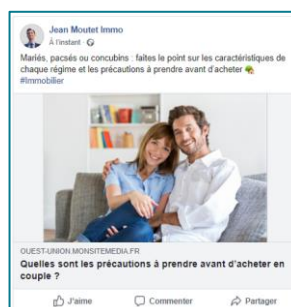 Jean Moutet Immo
À l'instant ·
Mariés, pacsés ou concubins : faites le point sur les caractéristiques de
chaque régime et les précautions à prendre avant d'acheter
#Immobilier
OUEST-UNION.MONSITEMEDIA.FR
Quelles sont les précautions à prendre avant d'acheter en
couple ?
J'aime Commenter Partager